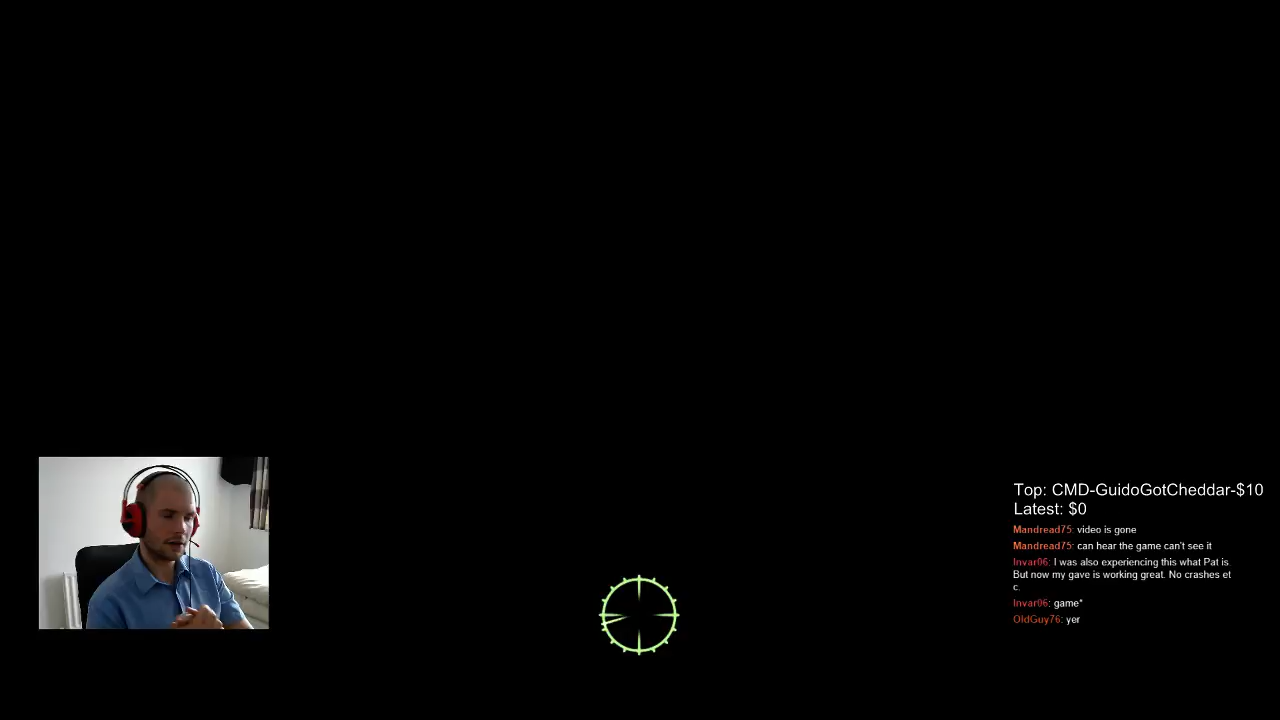 Top: CMD-GuidoGotCheddar-$10
Latest: $0
Mandread75: video is gone
Mandread75: can hear the game can't see it
Invar06: I was also experiencing this what Pat is.
But now my gave is working great. No crashes et
c.
Invar06: game*
OldGuy76: yer